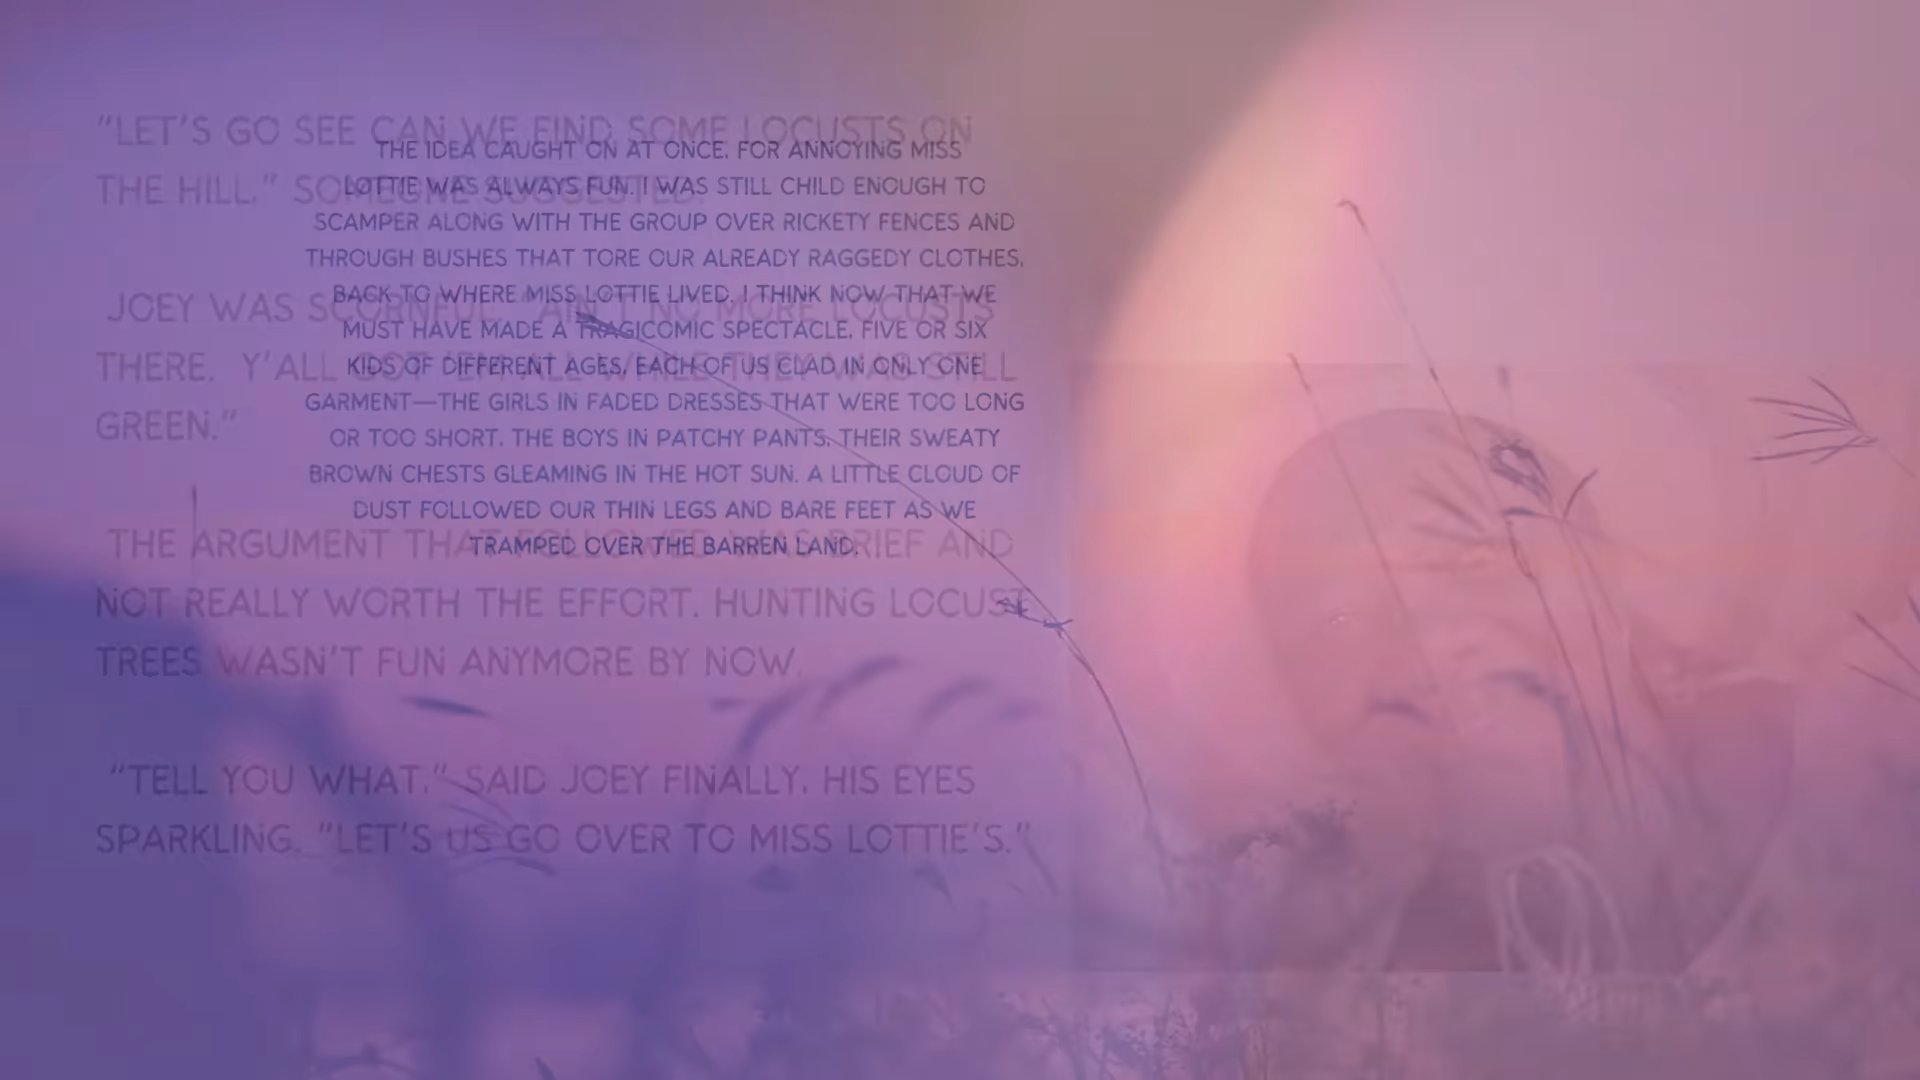 "LET'S GO SEE CAN WE FIND SOME LOCUSTS ON
THE HILL," SOMEONE SUGGESTED.
JOEY WAS SCORNFUL. "AIN'T NO MORE LOCUSTS
THERE. Y'ALL GOT 'EM ALL WHILE THEY WAS STILL
GREEN."
THE ARGUMENT THAT FOLLOWED WAS BRIEF AND
NOT REALLY WORTH THE EFFORT. HUNTING LOCUST
TREES WASN'T FUN ANYMORE BY NOW.
"TELL YOU WHAT," SAID JOEY FINALLY, HIS EYES
SPARKLING. "LET'S US GO OVER TO MISS LOTTIE'S."
THE IDEA CAUGHT ON AT ONCE, FOR ANNOYING MISS
LOTTIE WAS ALWAYS FUN. I WAS STILL CHILD ENOUGH TO
SCAMPER ALONG WITH THE GROUP OVER RICKETY FENCES AND
THROUGH BUSHES THAT TORE OUR ALREADY RAGGEDY CLOTHES,
BACK TO WHERE MISS LOTTIE LIVED. I THINK NOW THAT WE
MUST HAVE MADE A TRAGICOMIC SPECTACLE, FIVE OR SIX
KIDS OF DIFFERENT AGES, EACH OF US CLAD IN ONLY ONE
GARMENT—THE GIRLS IN FADED DRESSES THAT WERE TOO LONG
OR TOO SHORT, THE BOYS IN PATCHY PANTS, THEIR SWEATY
BROWN CHESTS GLEAMING IN THE HOT SUN. A LITTLE CLOUD OF
DUST FOLLOWED OUR THIN LEGS AND BARE FEET AS WE
TRAMPED OVER THE BARREN LAND.